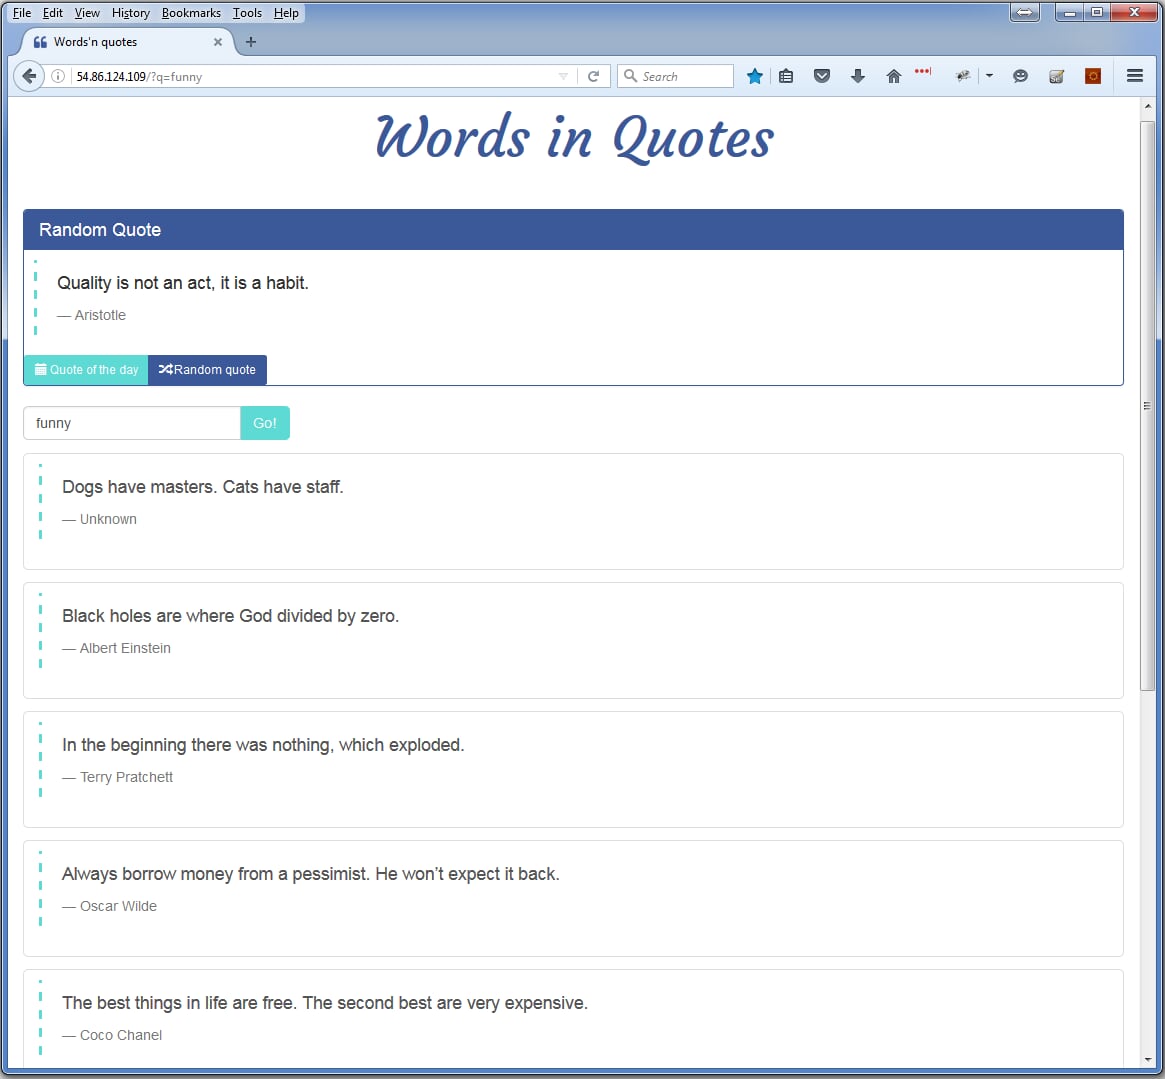 File Edit View History Bookmarks Tools Help
Words'n quotes
54.86.124.109/?q=funny
Search
Words in Quotes
Random Quote
Quality is not an act, it is a habit.
— Aristotle
Quote of the day Random quote
funny Go!
Dogs have masters. Cats have staff.
— Unknown
Black holes are where God divided by zero.
— Albert Einstein
In the beginning there was nothing, which exploded.
— Terry Pratchett
Always borrow money from a pessimist. He won’t expect it back.
— Oscar Wilde
The best things in life are free. The second best are very expensive.
— Coco Chanel